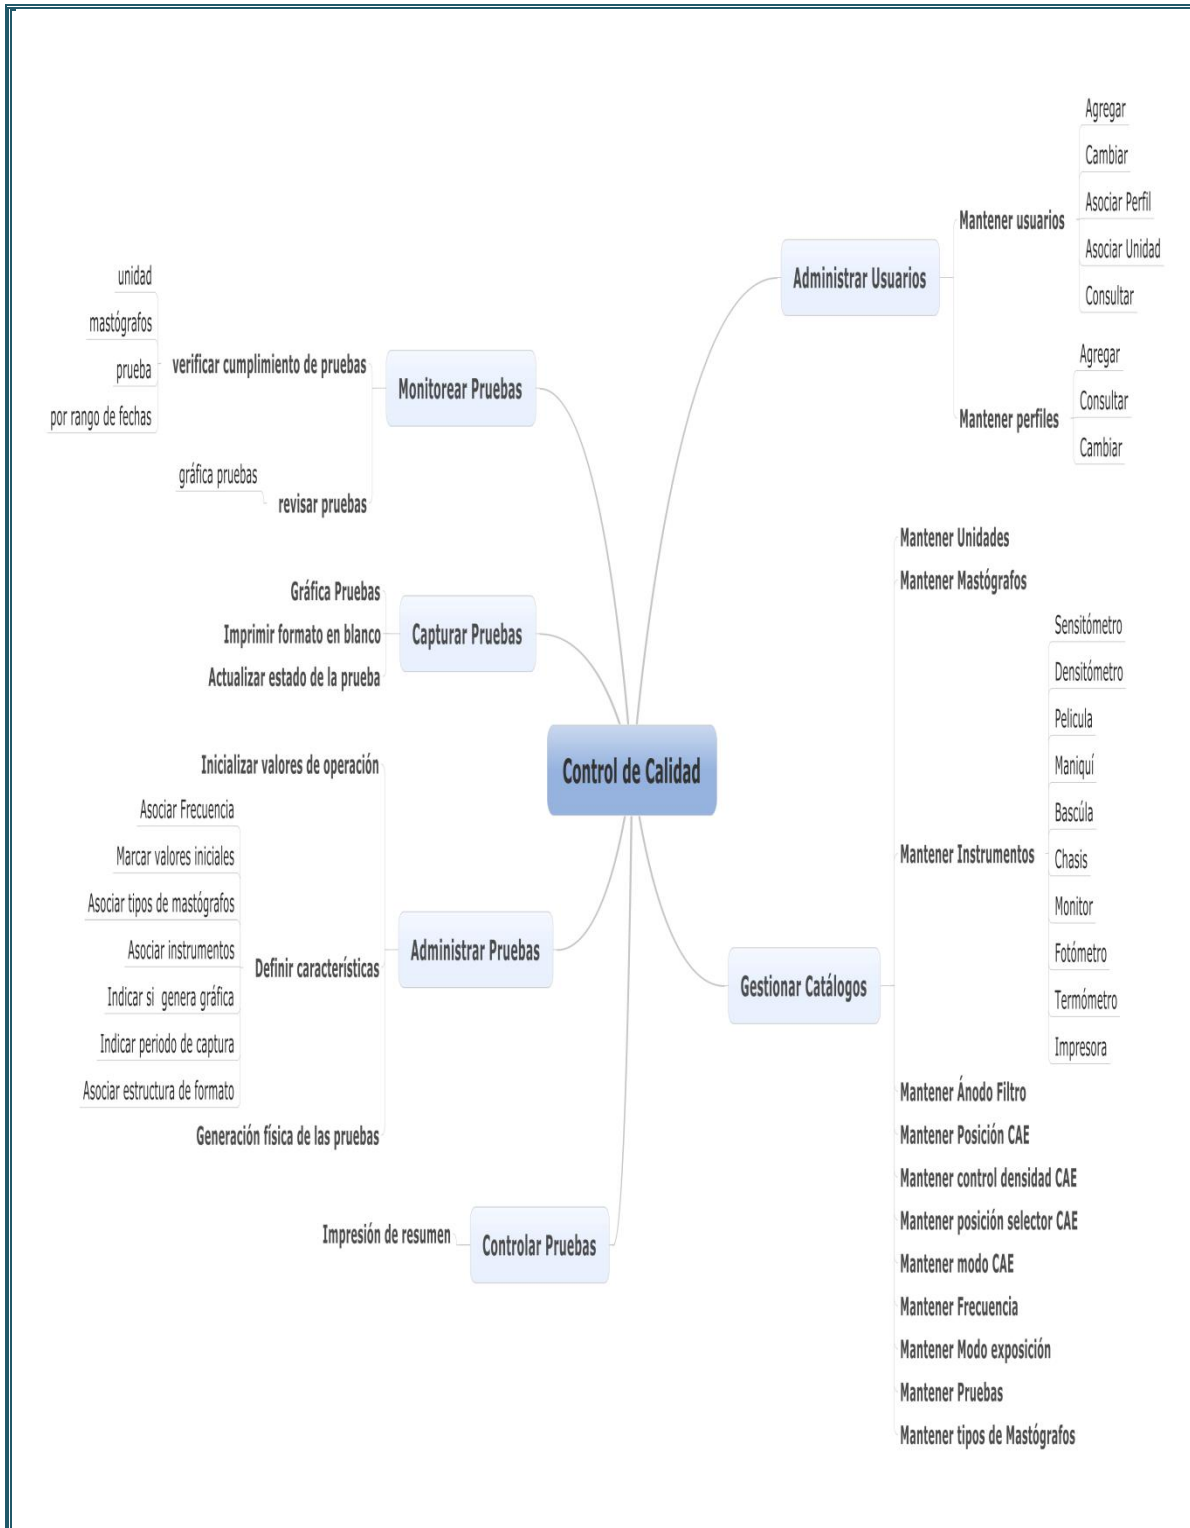 Control de Calidad
Administrar Usuarios
Mantener usuarios
Agregar
Cambiar
Asociar Perfil
Asociar Unidad
Consultar
Mantener perfiles
Agregar
Consultar
Cambiar
Gestionar Catálogos
Mantener Unidades
Mantener Mastógrafos
Mantener Instrumentos
Sensitómetro
Densitómetro
Pelicula
Maniquí
Bascúla
Chasis
Monitor
Fotómetro
Termómetro
Impresora
Mantener Ánodo Filtro
Mantener Posición CAE
Mantener control densidad CAE
Mantener posición selector CAE
Mantener modo CAE
Mantener Frecuencia
Mantener Modo exposición
Mantener Pruebas
Mantener tipos de Mastógrafos
Monitorear Pruebas
verificar cumplimiento de pruebas
unidad
mastógrafos
prueba
por rango de fechas
revisar pruebas
gráfica pruebas
Capturar Pruebas
Gráfica Pruebas
Imprimir formato en blanco
Actualizar estado de la prueba
Administrar Pruebas
Inicializar valores de operación
Definir características
Asociar Frecuencia
Marcar valores iniciales
Asociar tipos de mastógrafos
Asociar instrumentos
Indicar si  genera gráfica
Indicar periodo de captura
Asociar estructura de formato
Generación física de las pruebas
Controlar Pruebas
Impresión de resumen